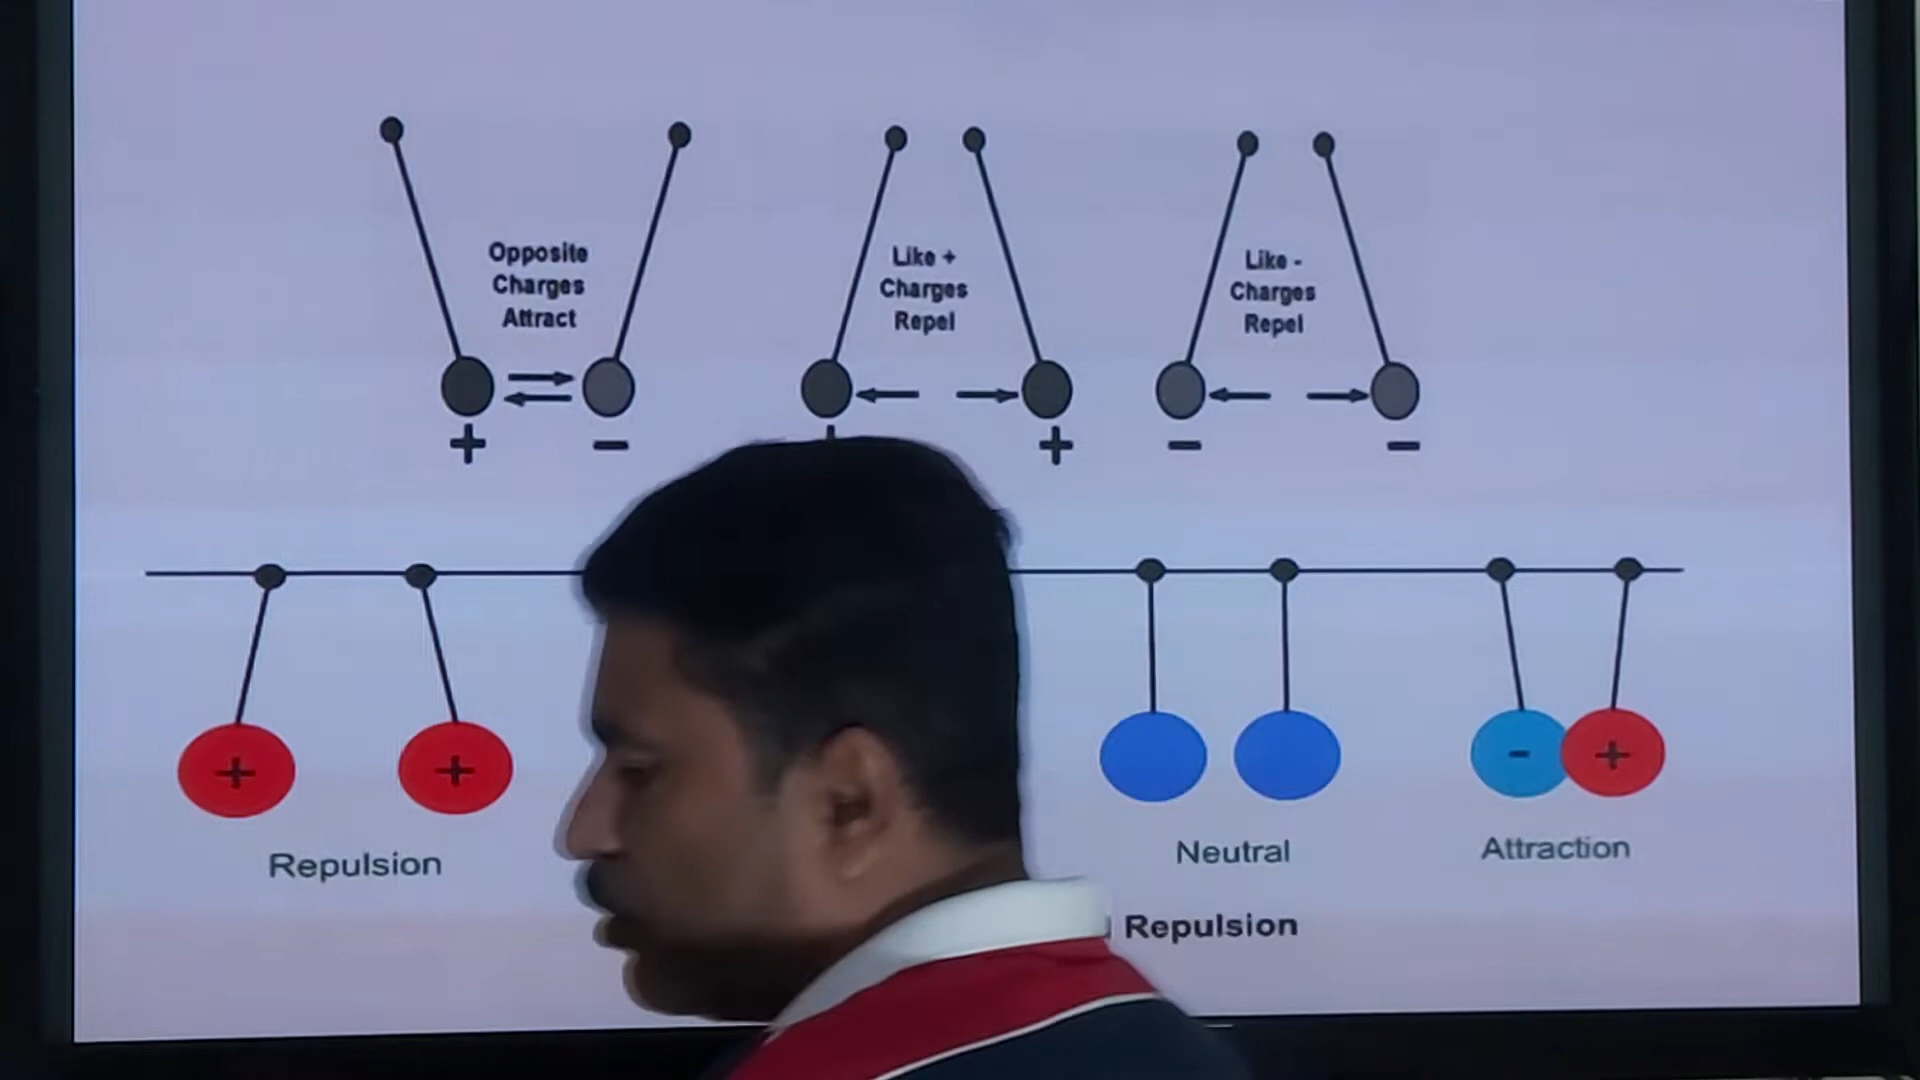 Opposite
Charges
Attract
Like +
Charges
Repel
Like -
Charges
Repel
+ -
+
- -
+ +
- +
Repulsion
Neutral
Attraction
Repulsion